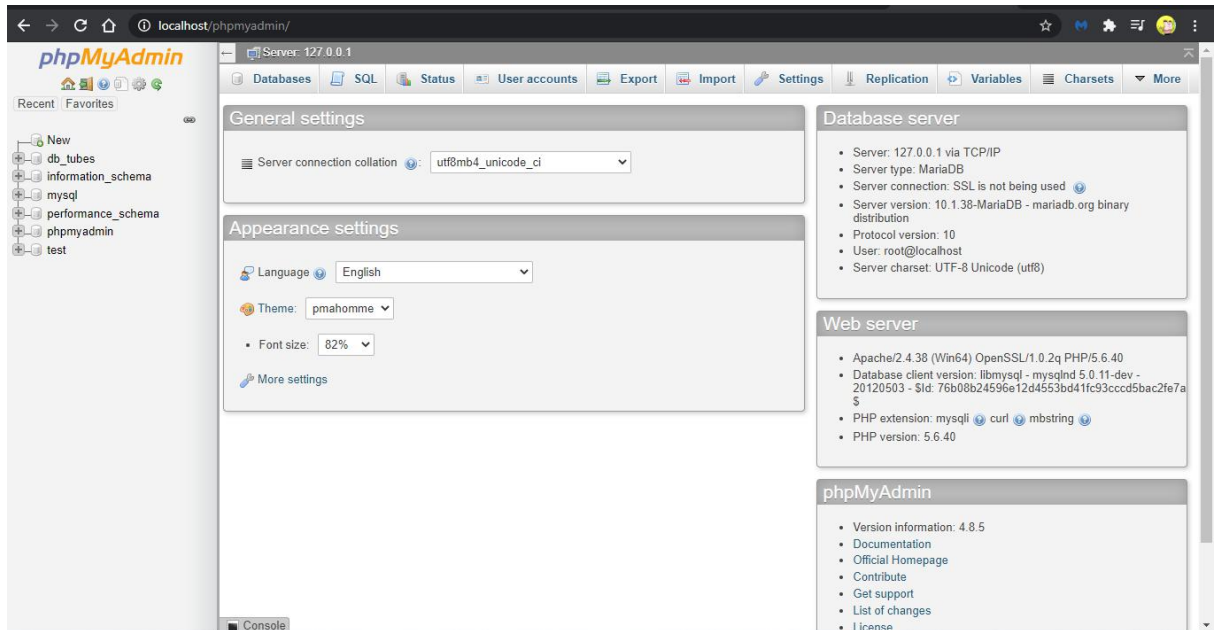 localhost/phpmyadmin/
phpMyAdmin
Recent Favorites
New
db_tubes
information_schema
mysql
performance_schema
phpmyadmin
test
Server: 127.0.0.1
Databases SQL Status User accounts Export Import Settings Replication Variables Charsets More
General settings
Server connection collation : utf8mb4_unicode_ci
Appearance settings
Language English
Theme: pmahomme
Font size: 82%
More settings
Console
Database server
Server: 127.0.0.1 via TCP/IP
Server type: MariaDB
Server connection: SSL is not being used
Server version: 10.1.38-MariaDB - mariadb.org binary
distribution
Protocol version: 10
User: root@localhost
Server charset: UTF-8 Unicode (utf8)
Web server
Apache/2.4.38 (Win64) OpenSSL/1.0.2q PHP/5.6.40
Database client version: libmysql - mysqlnd 5.0.11-dev -
20120503 - $Id: 76b08b24596e12d4553bd41fc93cccd5bac2fe7a
$
PHP extension: mysqli curl mbstring
PHP version: 5.6.40
phpMyAdmin
Version information: 4.8.5
Documentation
Official Homepage
Contribute
Get support
List of changes
License